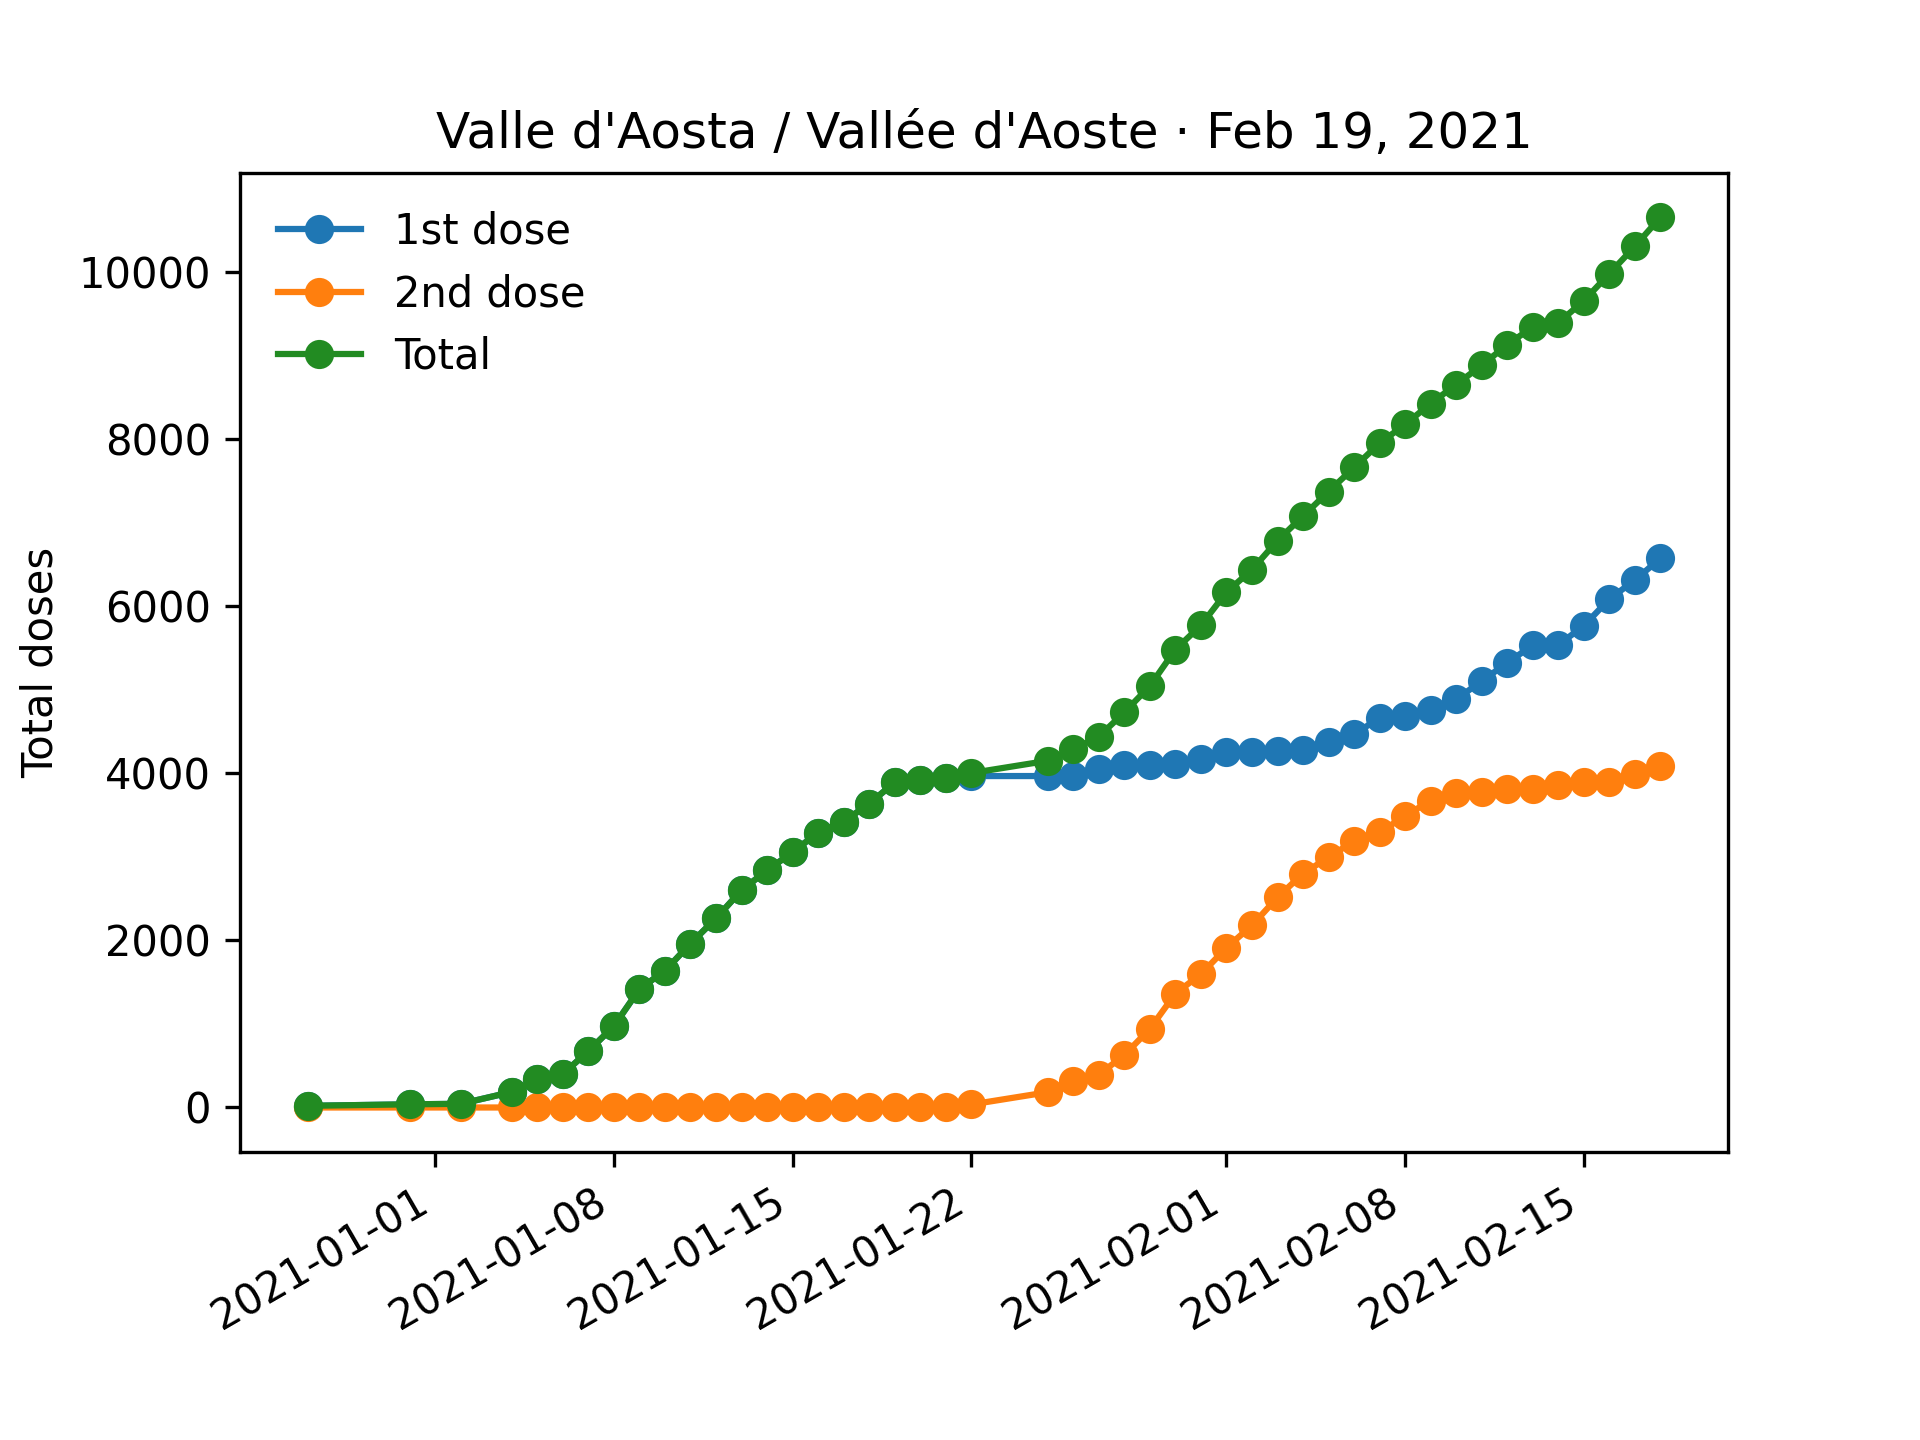 Valle d'Aosta / Vallée d'Aoste · Feb 19, 2021
1st dose
2nd dose
Total
Total doses
10000
8000
6000
4000
2000
0
2021-01-01
2021-01-08
2021-01-15
2021-01-22
2021-02-01
2021-02-08
2021-02-15